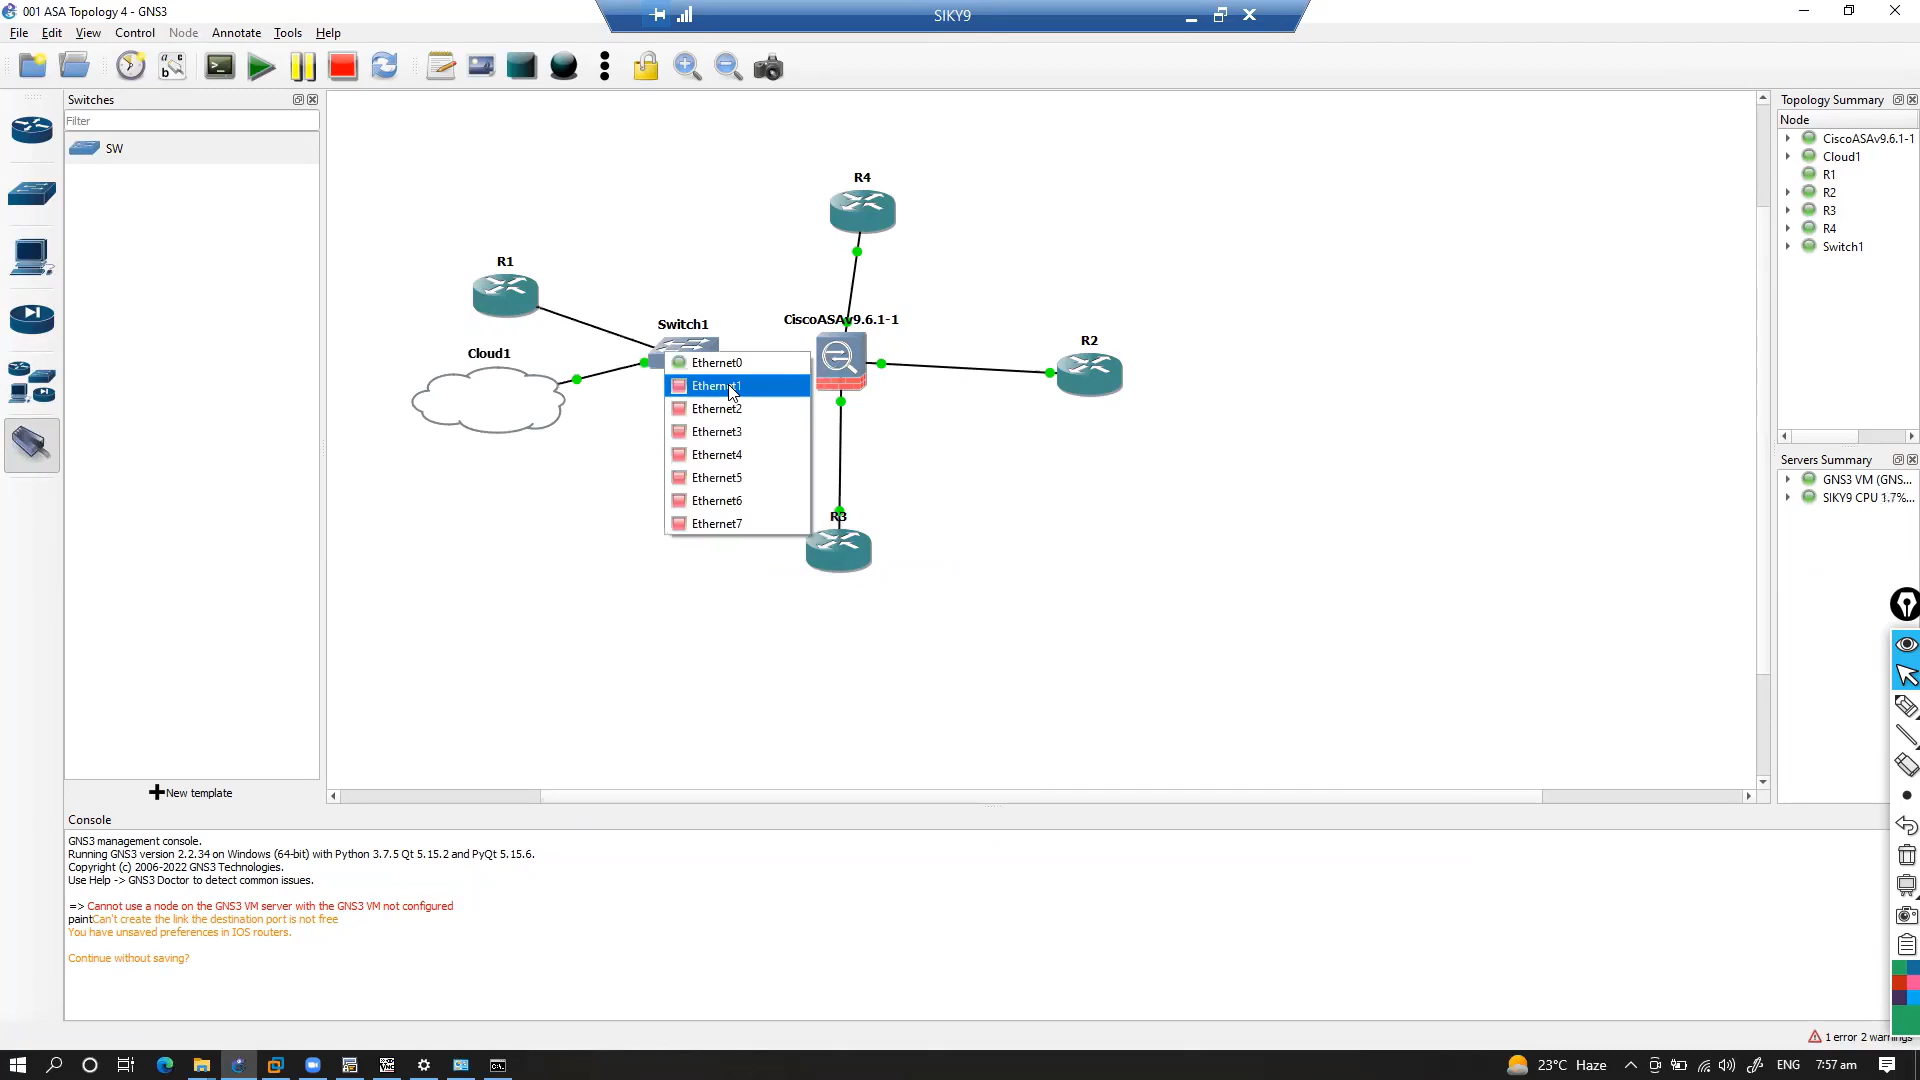 001 ASA Topology 4 - GNS3
SIKY9
File Edit View Control Node Annotate Tools Help
Switches
Filter
SW
New template
R4
R1
Switch1
CiscoASAv9.6.1-1
Cloud1
R2
R3
Ethernet0
Ethernet1
Ethernet2
Ethernet3
Ethernet4
Ethernet5
Ethernet6
Ethernet7
Topology Summary
Node
CiscoASAv9.6.1-1
Cloud1
R1
R2
R3
R4
Switch1
Servers Summary
GNS3 VM (GNS...
SIKY9 CPU 1.7%...
Console
GNS3 management console.
Running GNS3 version 2.2.34 on Windows (64-bit) with Python 3.7.5 Qt 5.15.2 and PyQt 5.15.6.
Copyright (c) 2006-2022 GNS3 Technologies.
Use Help -> GNS3 Doctor to detect common issues.
=> Cannot use a node on the GNS3 VM server with the GNS3 VM not configured
paintCan't create the link the destination port is not free
You have unsaved preferences in IOS routers.
Continue without saving?
1 error 2 warnings
23°C Haze
ENG
7:57 am